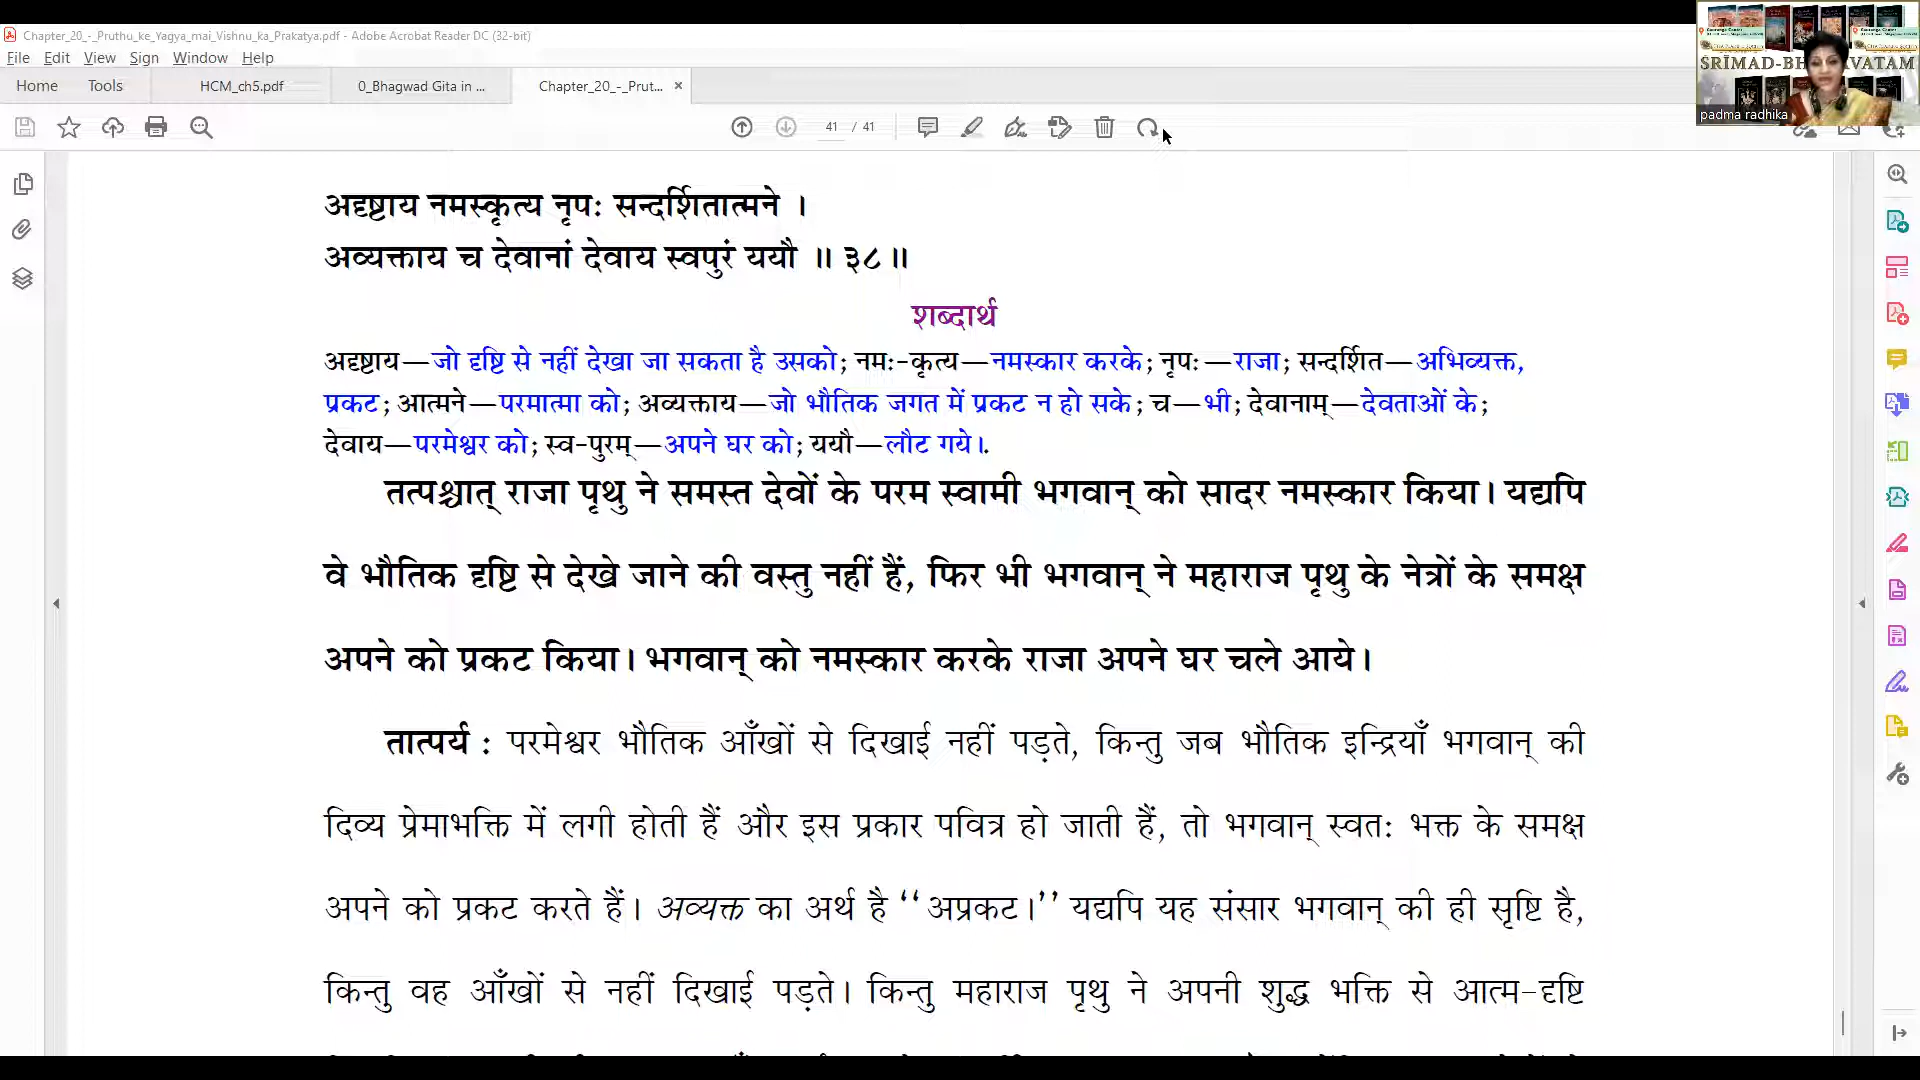 Chapter_20_-_Pruthu_ke_Yagya_mai_Vishnu_ka_Prakatya.pdf - Adobe Acrobat Reader DC (32-bit)
File Edit View Sign Window Help
Home Tools HCM_ch5.pdf 0_Bhagwad Gita in ... Chapter_20_-_Prut... ×
41 / 41
SRIMAD-BH AVATAM
padma radhika
अदृष्टाय नमस्कृत्य नृपः सन्दर्शितात्मने ।
अव्यक्ताय च देवानां देवाय स्वपुरं ययौ ॥ ३८॥
शब्दार्थ
अदृष्टाय—जो दृष्टि से नहीं देखा जा सकता है उसको; नमः-कृत्य—नमस्कार करके; नृपः—राजा; सन्दर्शित—अभिव्यक्त,
प्रकट; आत्मने—परमात्मा को; अव्यक्ताय—जो भौतिक जगत में प्रकट न हो सके; च—भी; देवानाम्—देवताओं के;
देवाय—परमेश्वर को; स्व-पुरम्—अपने घर को; ययौ—लौट गये।.
तत्पश्चात् राजा पृथु ने समस्त देवों के परम स्वामी भगवान् को सादर नमस्कार किया। यद्यपि
वे भौतिक दृष्टि से देखे जाने की वस्तु नहीं हैं, फिर भी भगवान् ने महाराज पृथु के नेत्रों के समक्ष
अपने को प्रकट किया। भगवान् को नमस्कार करके राजा अपने घर चले आये।
तात्पर्य : परमेश्वर भौतिक आँखों से दिखाई नहीं पड़ते, किन्तु जब भौतिक इन्द्रियाँ भगवान् की
दिव्य प्रेमाभक्ति में लगी होती हैं और इस प्रकार पवित्र हो जाती हैं, तो भगवान् स्वतः भक्त के समक्ष
अपने को प्रकट करते हैं। अव्यक्त का अर्थ है ‘‘अप्रकट।’’ यद्यपि यह संसार भगवान् की ही सृष्टि है,
किन्तु वह आँखों से नहीं दिखाई पड़ते। किन्तु महाराज पृथु ने अपनी शुद्ध भक्ति से आत्म-दृष्टि